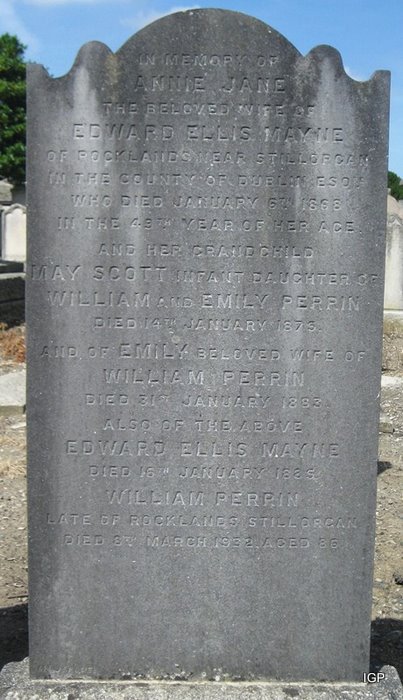 IN MEMORY OF
ANNIE JANE
THE BELOVED WIFE OF
EDWARD ELLIS MAYNE
OF ROCKLANDS NEAR STILLORGAN
IN THE COUNTY OF DUBLIN, ESQR
WHO DIED JANUARY 6TH 1868
IN THE 49TH YEAR OF HER AGE
AND HER GRANDCHILD
MAY SCOTT INFANT DAUGHTER OF
WILLIAM AND EMILY PERRIN
DIED 14TH JANUARY 1873.
AND, OF EMILY BELOVED WIFE OF
WILLIAM PERRIN
DIED 31ST JANUARY 1883.
ALSO OF THE ABOVE
EDWARD ELLIS MAYNE
DIED 16TH JANUARY 1885.
WILLIAM PERRIN
LATE OF ROCKLANDS STILLORGAN
DIED 8TH MARCH 1932, AGED 86
IGP